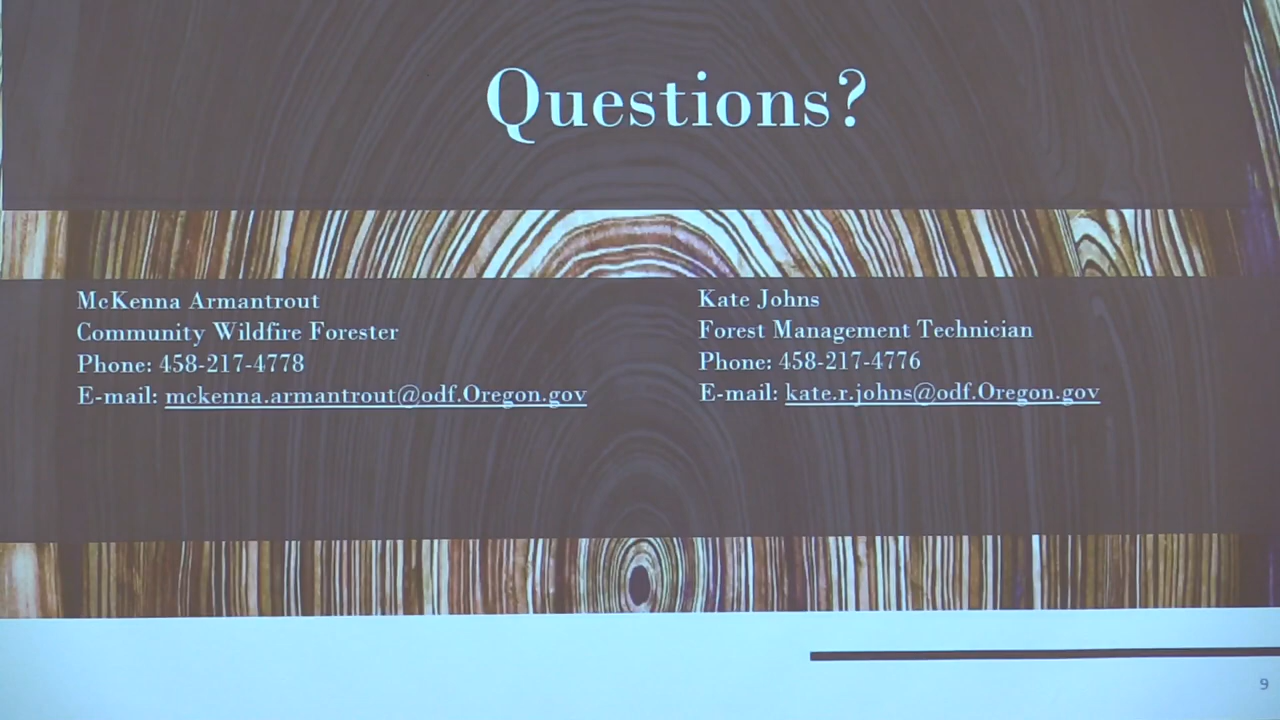 Questions?
McKenna Armantrout
Community Wildfire Forester
Phone: 458-217-4778
E-mail: mckenna.armantrout@odf.Oregon.gov
Kate Johns
Forest Management Technician
Phone: 458-217-4776
E-mail: kate.r.johns@odf.Oregon.gov
9